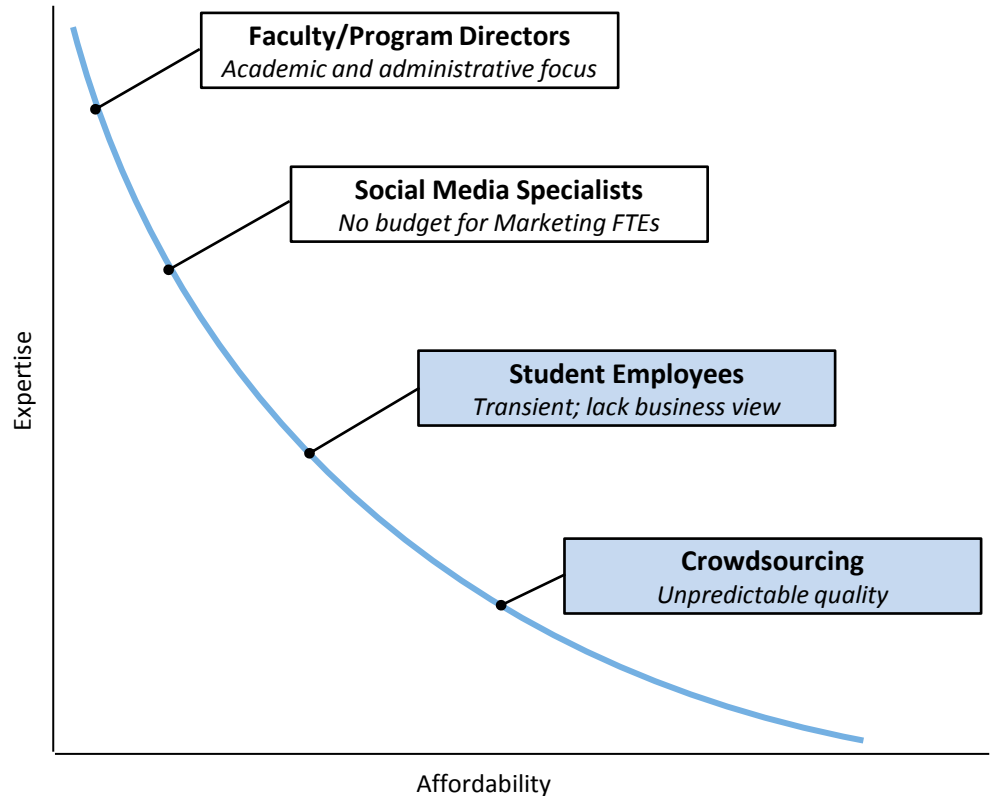 Faculty/Program Directors
Academic and administrative focus
Social Media Specialists
No budget for Marketing FTEs
Expertise
Student Employees
Transient; lack business view
Crowdsourcing
Unpredictable quality
Affordability